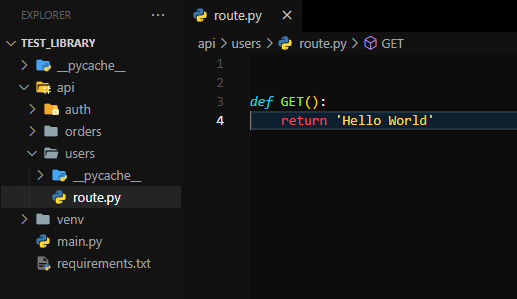 EXPLORER
TEST_LIBRARY
__pycache__
api
auth
orders
users
__pycache__
route.py
venv
main.py
requirements.txt
route.py
api > users > route.py > GET
1
2
3 def GET():
4 return 'Hello World'